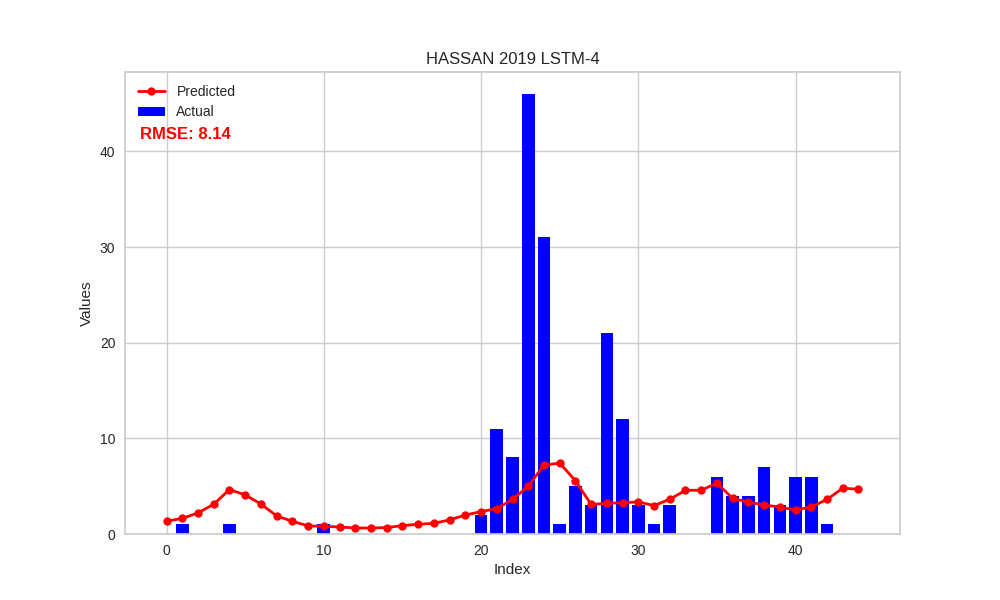 HASSAN 2019 LSTM-4
Predicted
Actual
RMSE: 8.14
Values
40
30
20
10
0
0 10 20 30 40
Index